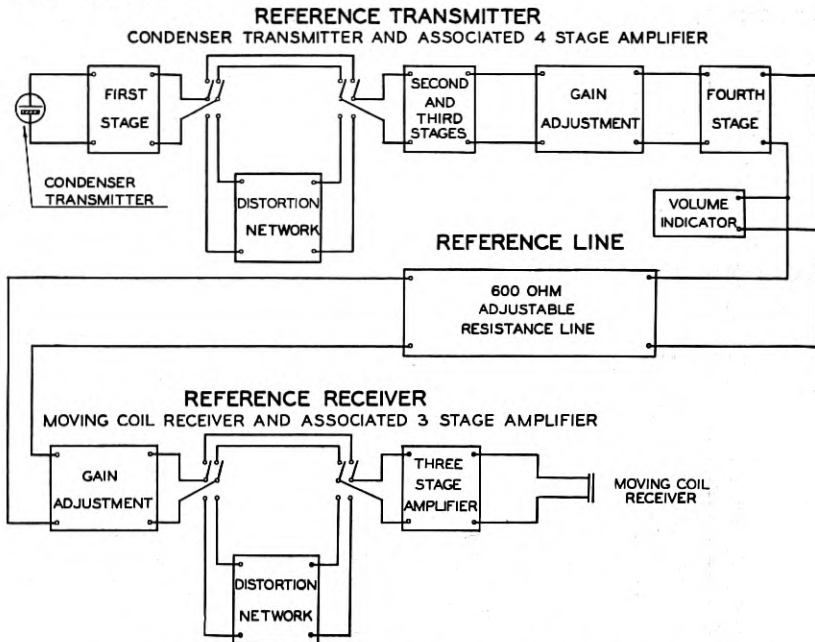 REFERENCE TRANSMITTER
CONDENSER TRANSMITTER AND ASSOCIATED 4 STAGE AMPLIFIER
FIRST
STAGE
SECOND
AND
THIRD
STAGES
GAIN
ADJUSTMENT
FOURTH
STAGE
CONDENSER
TRANSMITTER
DISTORTION
NETWORK
VOLUME
INDICATOR
REFERENCE LINE
600 OHM
ADJUSTABLE
RESISTANCE LINE
REFERENCE RECEIVER
MOVING COIL RECEIVER AND ASSOCIATED 3 STAGE AMPLIFIER
GAIN
ADJUSTMENT
THREE
STAGE
AMPLIFIER
MOVING COIL
RECEIVER
DISTORTION
NETWORK